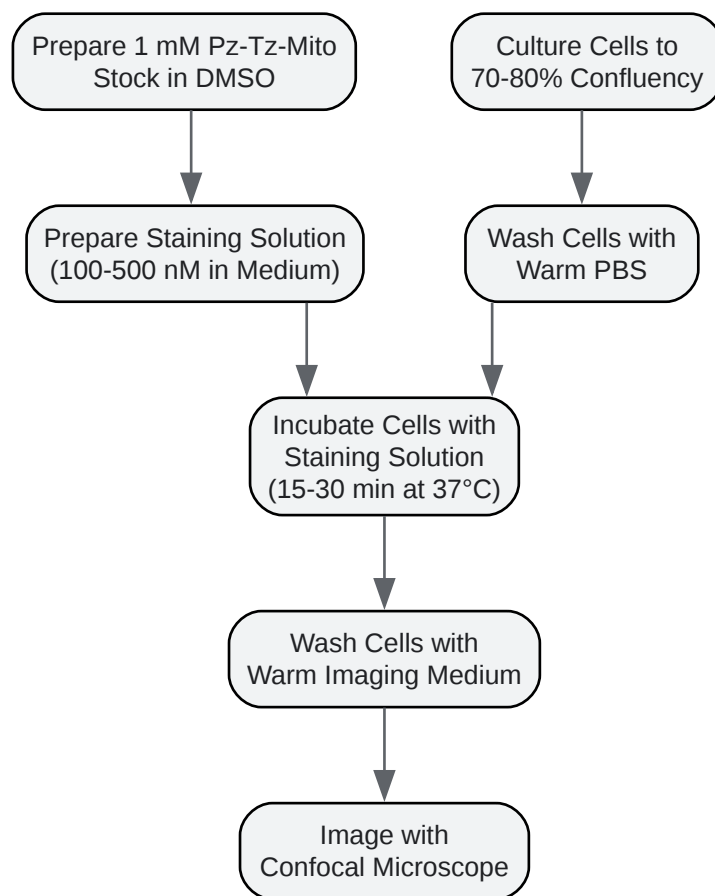 Prepare 1 mM Pz-Tz-Mito
Stock in DMSO
Culture Cells to
70-80% Confluency
Prepare Staining Solution
(100-500 nM in Medium)
Wash Cells with
Warm PBS
Incubate Cells with
Staining Solution
(15-30 min at 37°C)
Wash Cells with
Warm Imaging Medium
Image with
Confocal Microscope